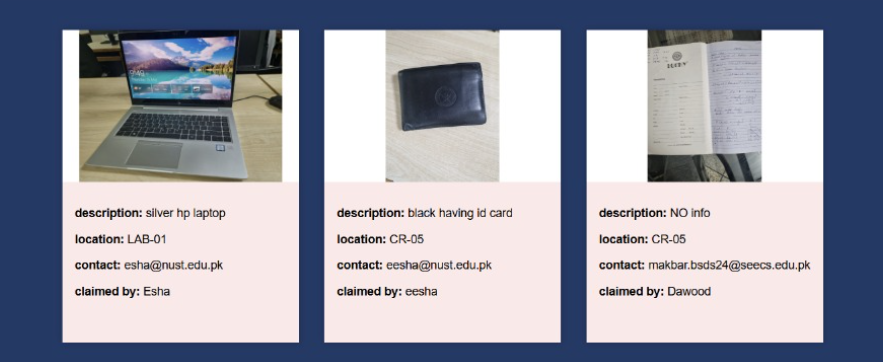 description: silver hp laptop
location: LAB-01
contact: esha@nust.edu.pk
claimed by: Esha
description: black having id card
location: CR-05
contact: eesha@nust.edu.pk
claimed by: eesha
description: NO info
location: CR-05
contact: makbar.bsds24@seecs.edu.pk
claimed by: Dawood